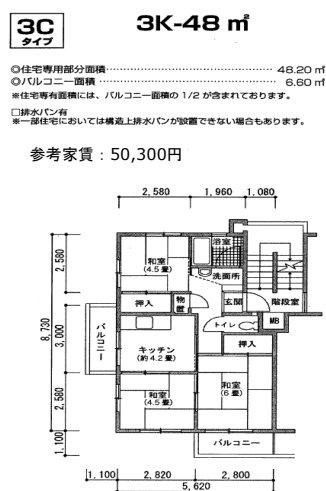 3C
タイプ
3K-48 ㎡
◎住宅専用部分面積 48.20 ㎡
◎バルコニー面積 6.60 ㎡
※住宅専有面積には、バルコニー面積の 1/2 が含まれております。
□排水パン有
※一部住宅においては構造上排水パンが設置できない場合もあります。
参考家賃：50,300円
2,580 1,960 1,080
浴室
和室
(4.5 畳)
洗面所
2,580
押入
物置
玄関
階段室
トイレ
MB
バルコニー
8,730
3,000
キッチン
(約 4.2 畳)
押入
和室
(4.5 畳)
和室
(6 畳)
2,580
バルコニー
1,100
1,100 2,820 2,800
5,620